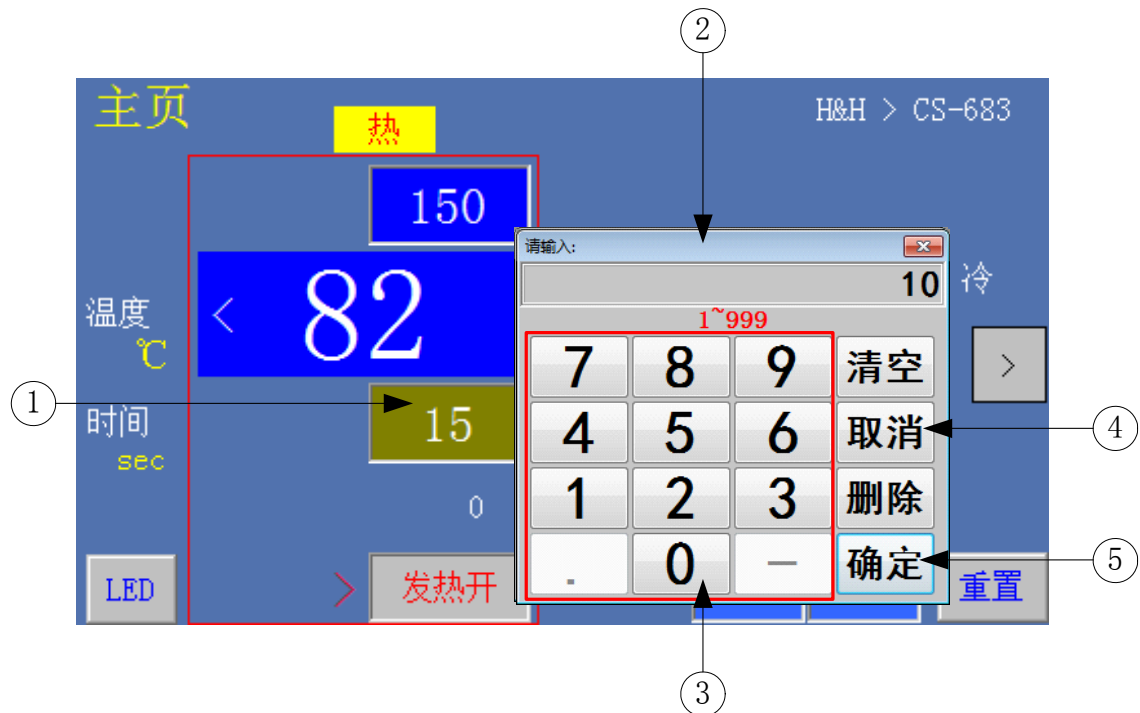 2
主页
H&H > CS-683
热
150
请输入:
10
冷
1~999
温度
℃
< 82
7 8 9 清空
>
1
时间
sec
15
4 5 6 取消
4
1 2 3 删除
0
. 0 - 确定
5
LED
> 发热开
重置
3